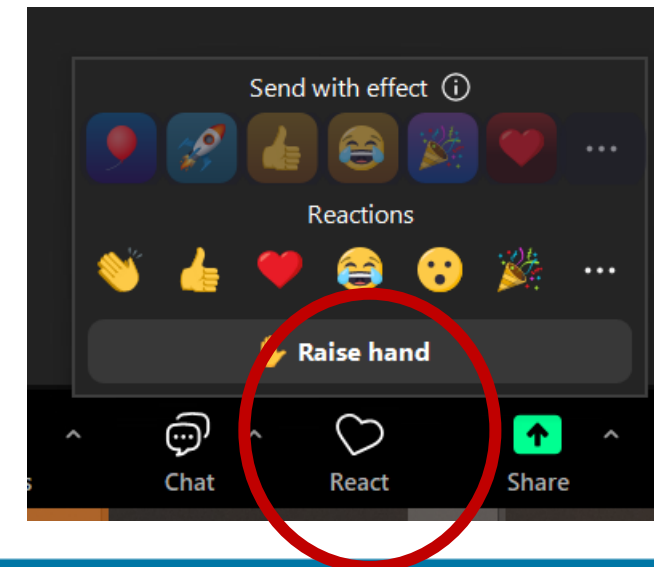 Send with effect
Reactions
Raise hand
s
Chat
React
Share